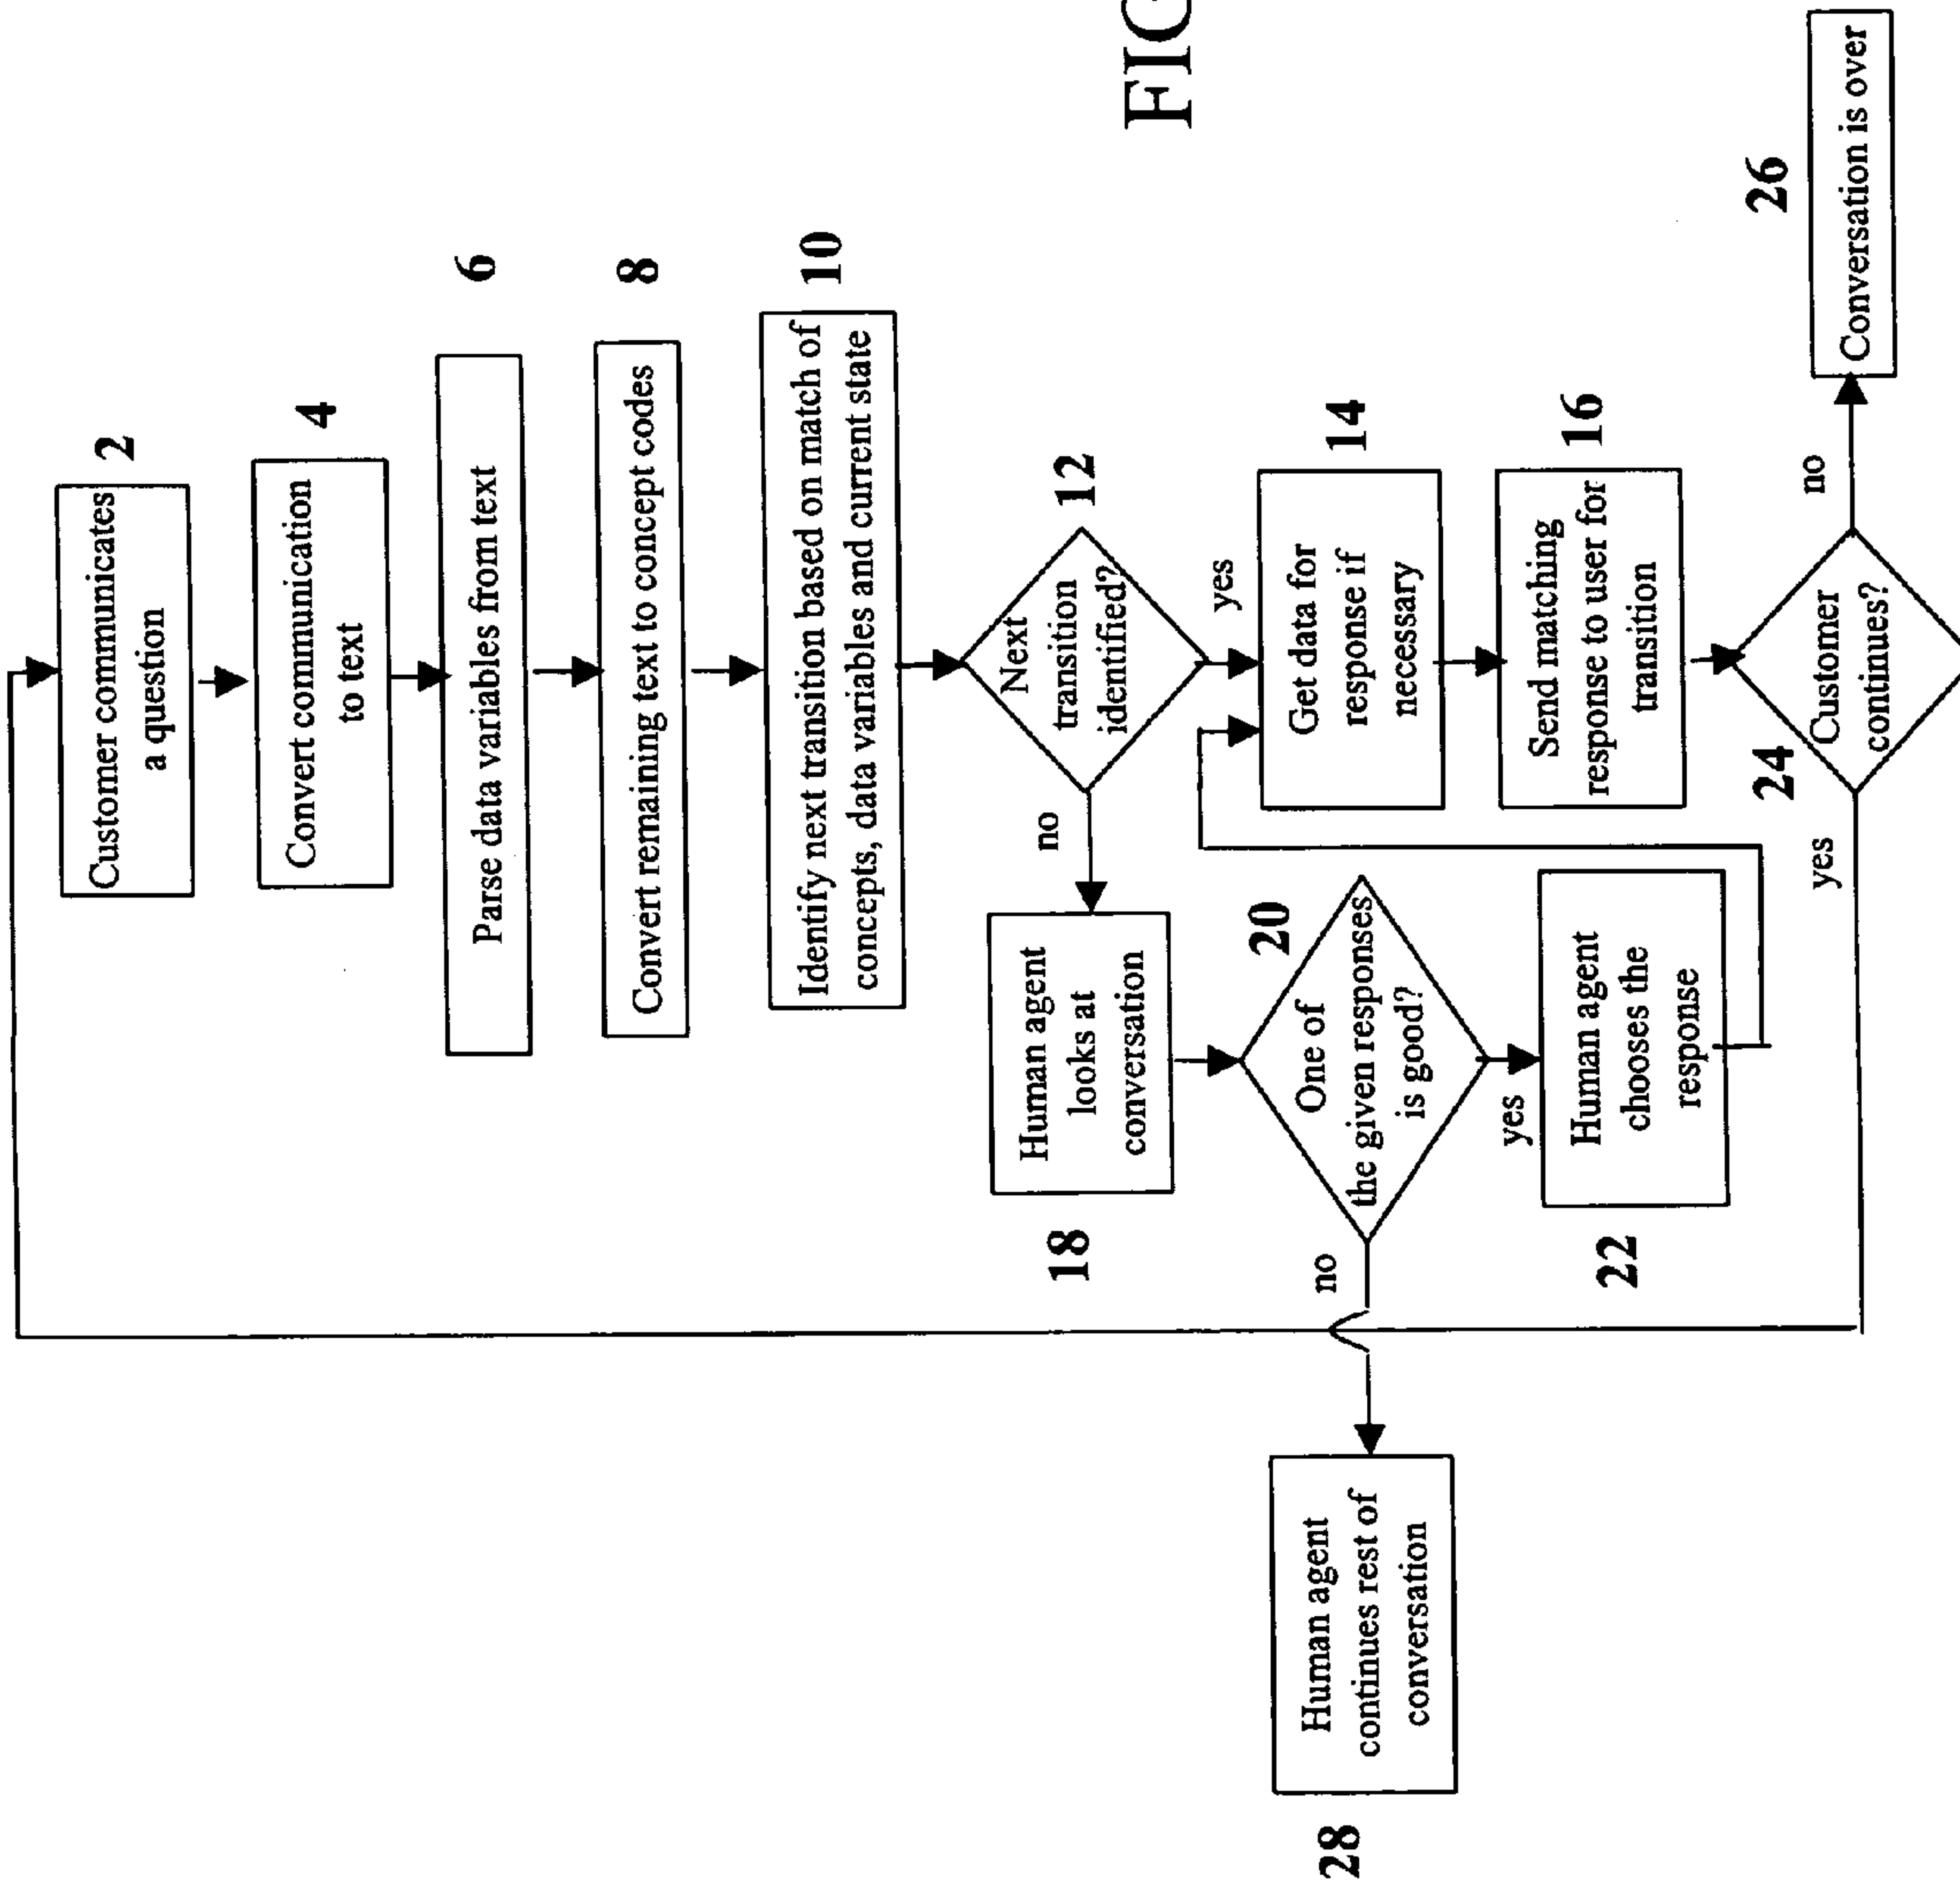 2
Customer communicates
a question
4
Convert communication
to text
6
Parse data variables from text
8
Convert remaining text to concept codes
10
Identify next transition based on match of
concepts, data variables and current state
12
Next
transition
identified?
no
yes
18
Human agent
looks at
conversation
14
Get data for
response if
necessary
20
One of
the given responses
is good?
no
yes
28
Human agent
continues rest of
conversation
22
Human agent
chooses the
response
16
Send matching
response to user for
transition
24
Customer
continues?
yes
no
26
Conversation is over
FIG